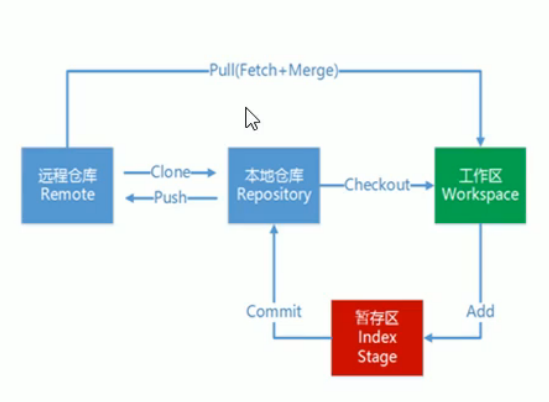 Pull(Fetch+Merge)
远程仓库
Remote
Clone
Push
本地仓库
Repository
Checkout
工作区
Workspace
Commit
暂存区
Index
Stage
Add